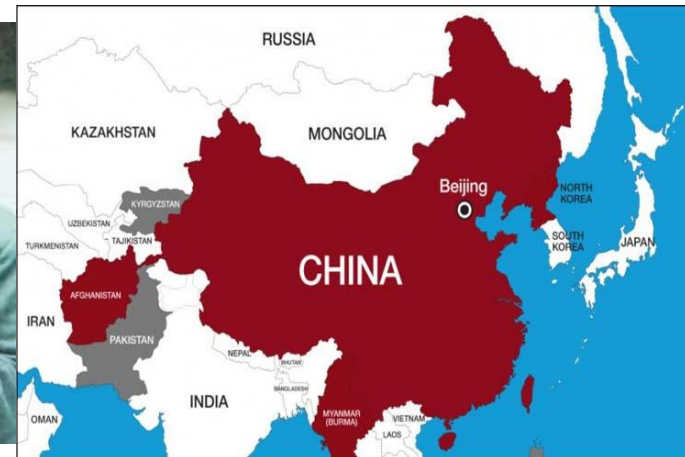 RUSSIA
KAZAKHSTAN
MONGOLIA
Beijing
KYRGYZSTAN
NORTH
KOREA
UZBEKISTAN
TURKMENISTAN
TAJIKISTAN
SOUTH
KOREA
JAPAN
CHINA
AFGHANISTAN
IRAN
PAKISTAN
NEPAL
BHUTAN
BANGLADESH
INDIA
OMAN
MYANMAR
(BURMA)
VIETNAM
LAOS